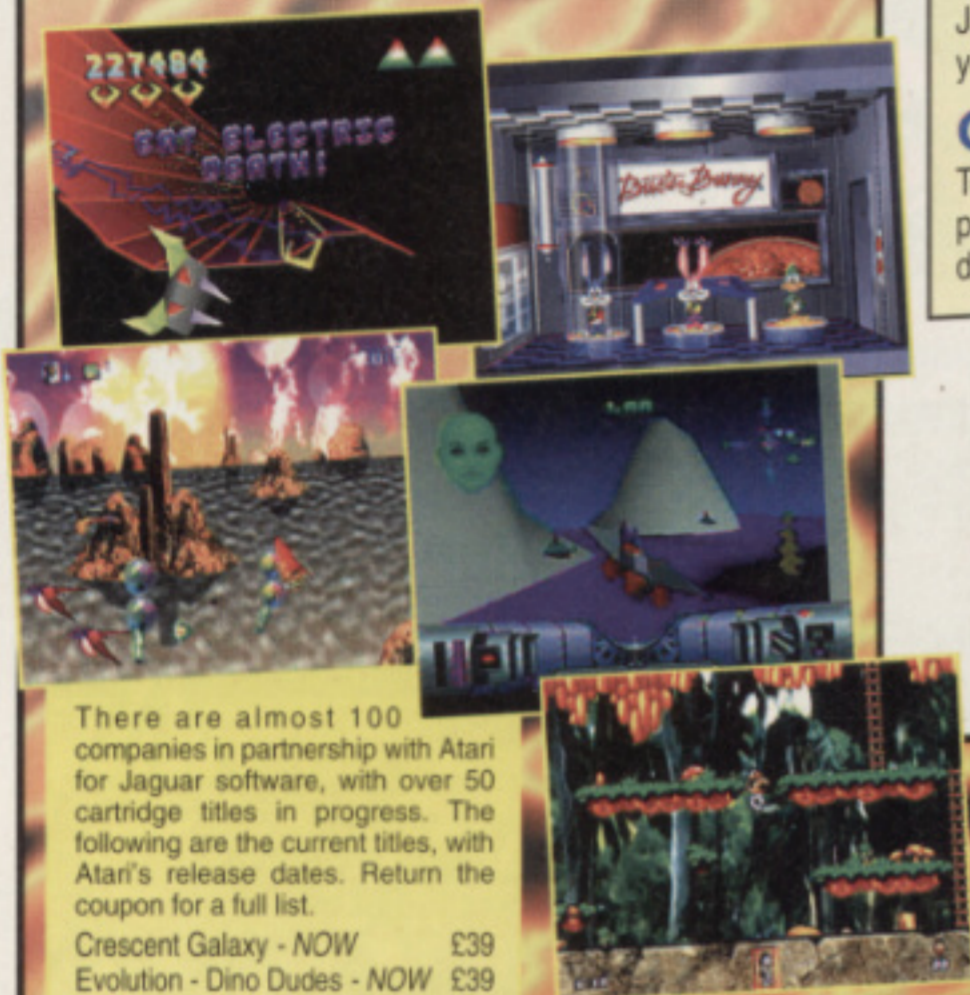 227484
EAT ELECTRIC
DEATH!
Buster Bunny
J
y
T
p
d
There are almost 100
companies in partnership with Atari
for Jaguar software, with over 50
cartridge titles in progress. The
following are the current titles, with
Atari's release dates. Return the
coupon for a full list.
Crescent Galaxy - NOW £39
Evolution - Dino Dudes - NOW £39